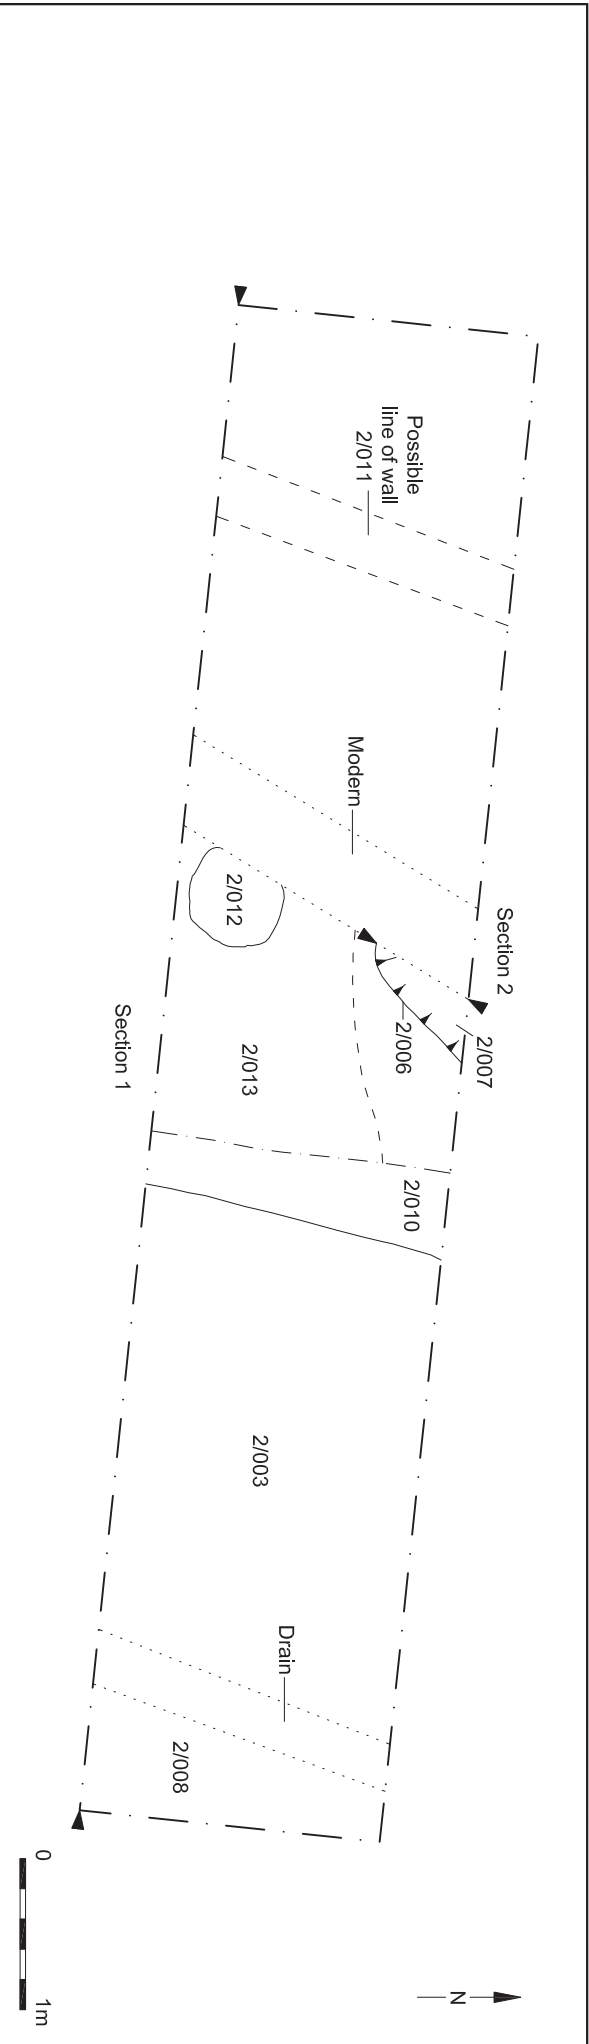 Possible
line of wall
2/011
Modern
Section 2
2/007
2/006
2/012
2/013
Section 1
2/010
2/003
Drain
2/008
0
1m
N